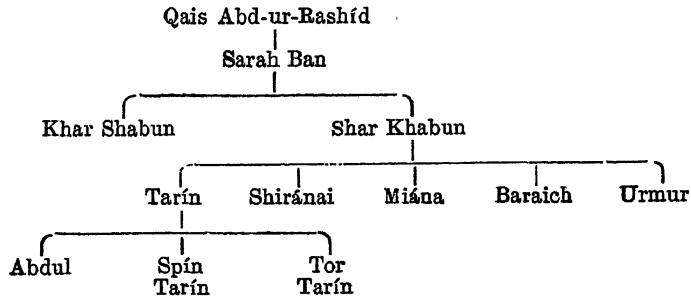 Qais Abd-ur-Rashíd
Sarah Ban
Khar Shabun Shar Khabun
Tarín Shiránai Miána Baraich Urmur
Abdul Spín Tor
Tarín Tarín